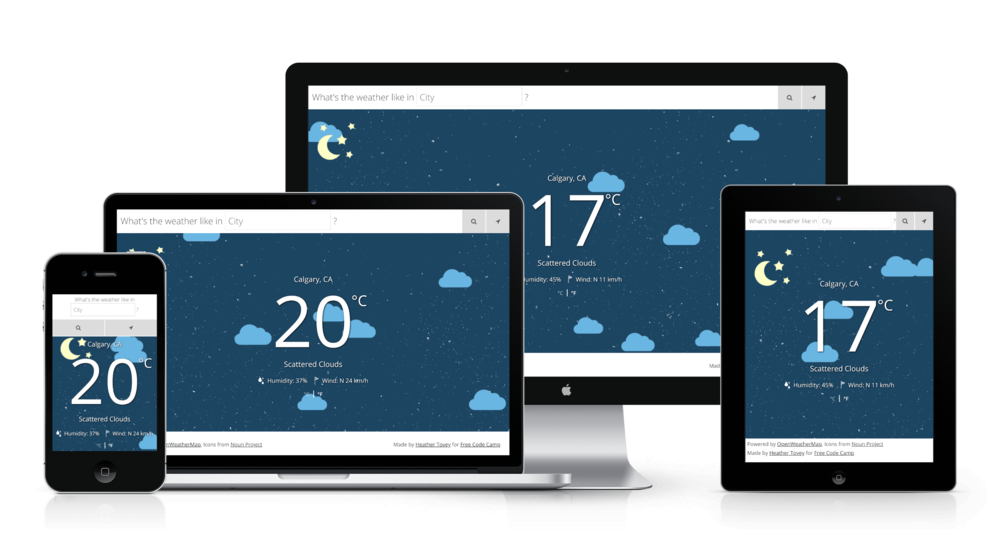 What's the weather like in City ?
Calgary, CA
17°C
Scattered Clouds
Humidity: 45% Wind: N 11 km/h
°C | °F
Made
What's the weather like in City ?
Calgary, CA
20°C
Scattered Clouds
Humidity: 37% Wind: N 24 km/h
°C | °F
OpenWeatherMap, Icons from Noun Project
Made by Heather Tovey for Free Code Camp
What's the weather like in
City ?
Calgary, CA
20°C
Scattered Clouds
Humidity: 37% Wind: N 24 km/h
°C | °F
What's the weather like in City ?
Calgary, CA
17°C
Scattered Clouds
Humidity: 45% Wind: N 11 km/h
°C | °F
Powered by OpenWeatherMap, Icons from Noun Project
Made by Heather Tovey for Free Code Camp